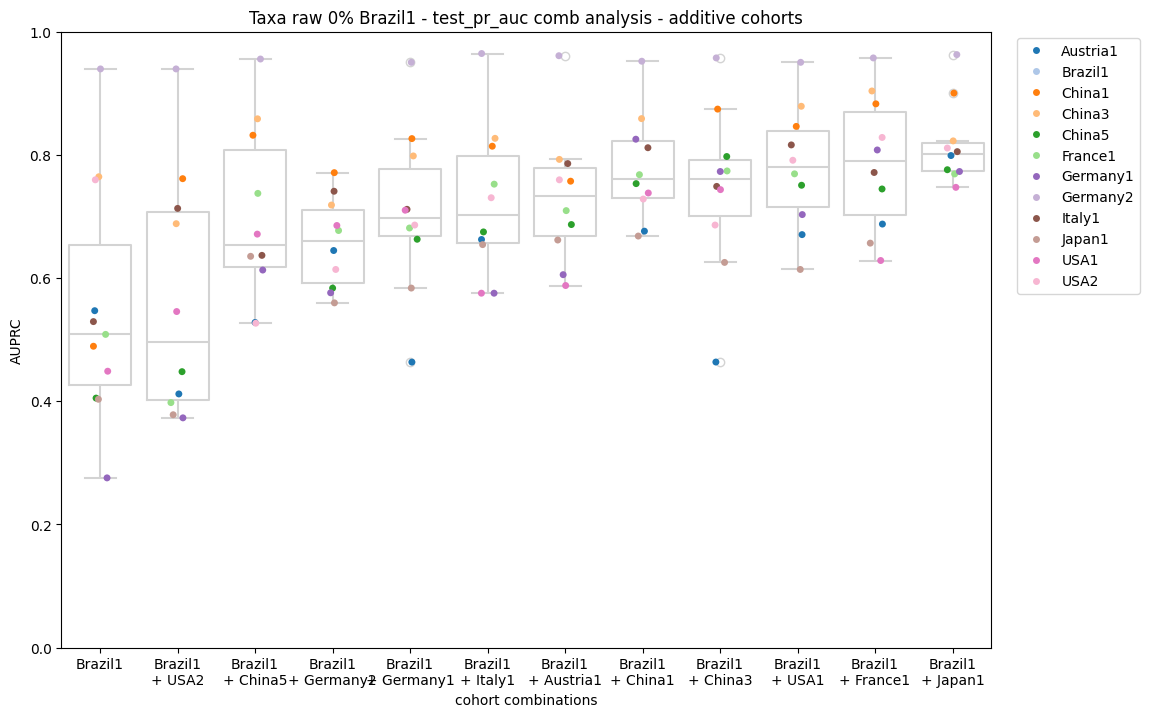 Taxa raw 0% Brazil1 - test_pr_auc comb analysis - additive cohorts
1.0
0.8
0.6
0.4
0.2
0.0
AUPRC
Brazil1
Brazil1
+ USA2
Brazil1
+ China5
Brazil1
+ Germany2
Brazil1
+ Germany1
Brazil1
+ Italy1
Brazil1
+ Austria1
Brazil1
+ China1
Brazil1
+ China3
Brazil1
+ USA1
Brazil1
+ France1
Brazil1
+ Japan1
cohort combinations
Austria1
Brazil1
China1
China3
China5
France1
Germany1
Germany2
Italy1
Japan1
USA1
USA2